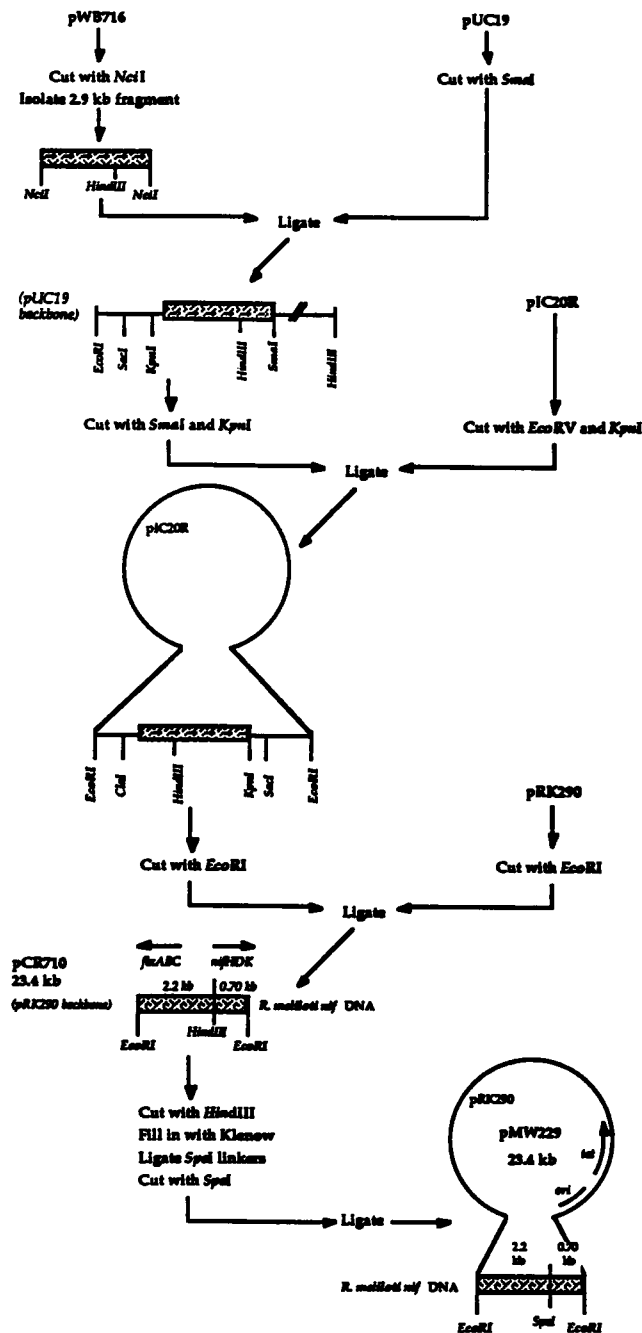 pWB716
pUC19
Cut with NciI
Isolate 2.9 kb fragment
Cut with SmaI
NciI
HindIII
NciI
Ligate
(pUC19 backbone)
EcoRI
SacI
KpnI
HindIII
SmaI
HindIII
pIC20R
Cut with SmaI and KpnI
Cut with EcoRV and KpnI
Ligate
pIC20R
EcoRI
ClaI
HindIII
KpnI
SacI
EcoRI
pRK290
Cut with EcoRI
Cut with EcoRI
Ligate
pCR710
23.4 kb
(pRK290 backbone)
fixABC
nifHDK
2.2 kb
0.70 kb
R. meliloti nif DNA
EcoRI
HindIII
EcoRI
Cut with HindIII
Fill in with Klenow
Ligate SpeI linkers
Cut with SpeI
Ligate
pRK290
pMW229
23.4 kb
tet
ori
2.2 kb
0.70 kb
R. meliloti nif DNA
EcoRI
SpeI
EcoRI